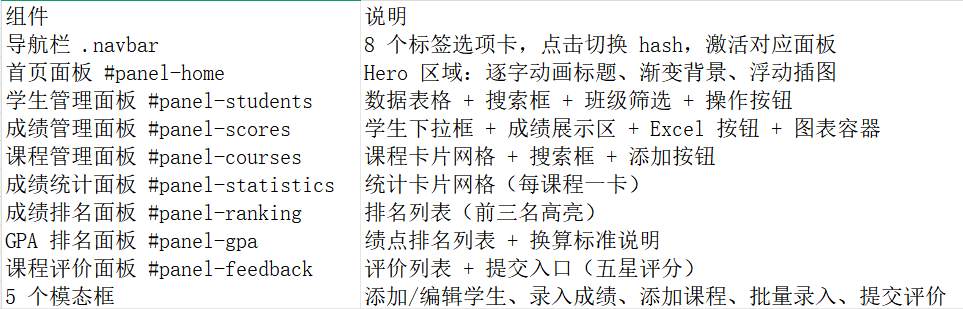 组件 说明
导航栏 .navbar 8 个标签选项卡，点击切换 hash，激活对应面板
首页面板 #panel-home Hero 区域：逐字动画标题、渐变背景、浮动插图
学生管理面板 #panel-students 数据表格 + 搜索框 + 班级筛选 + 操作按钮
成绩管理面板 #panel-scores 学生下拉框 + 成绩展示区 + Excel 按钮 + 图表容器
课程管理面板 #panel-courses 课程卡片网格 + 搜索框 + 添加按钮
成绩统计面板 #panel-statistics 统计卡片网格（每课程一卡）
成绩排名面板 #panel-ranking 排名列表（前三名高亮）
GPA 排名面板 #panel-gpa 绩点排名列表 + 换算标准说明
课程评价面板 #panel-feedback 评价列表 + 提交入口（五星评分）
5 个模态框 添加/编辑学生、录入成绩、添加课程、批量录入、提交评价